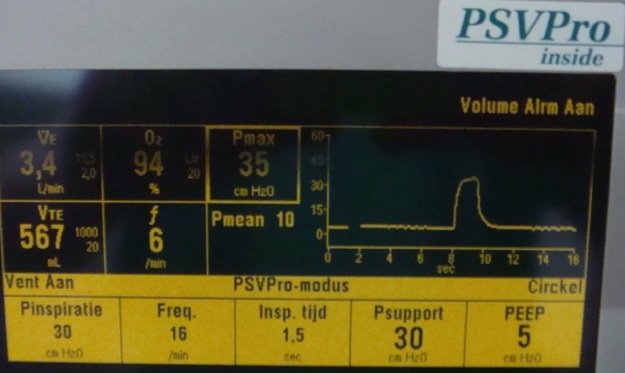 PSVPro
inside
Volume Alrm Aan
V̇E
3,4
2,0
L/min
O2
94
20
%
Pmax
35
cm H2O
VTE
567
1000
20
mL
f
6
/min
Pmean 10
60
45
30
15
0
0 2 4 6 8 10 12 14 16
sec
Vent Aan PSVPro-modus Circkel
Pinspiratie
30
cm H2O
Freq.
16
/min
Insp. tijd
1,5
sec
Psupport
30
cm H2O
PEEP
5
cm H2O